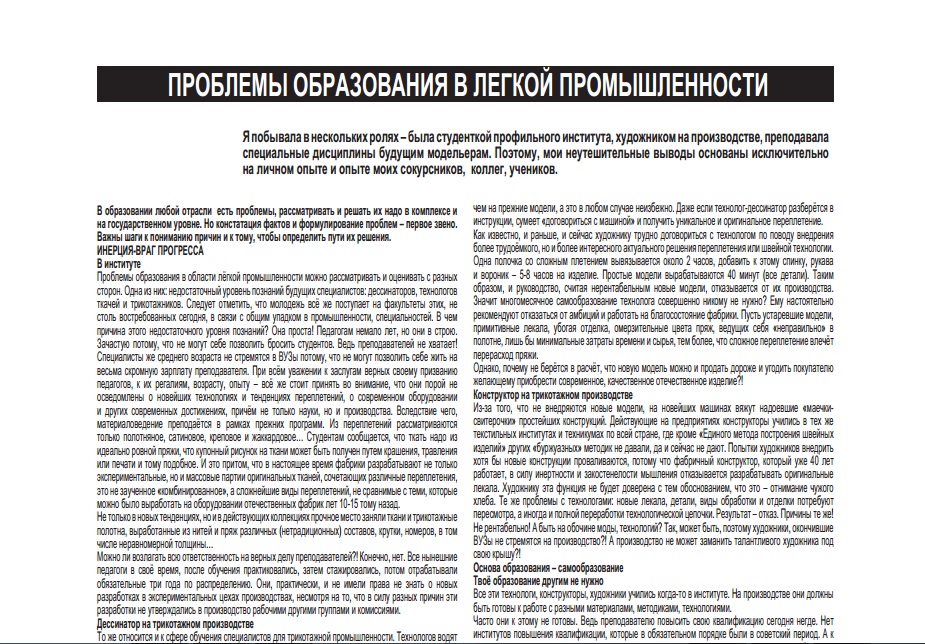 ПРОБЛЕМЫ ОБРАЗОВАНИЯ В ЛЕГКОЙ ПРОМЫШЛЕННОСТИ
Я побывала в нескольких ролях – была студенткой профильного института, художником на производстве, преподавала
специальные дисциплины будущим модельерам. Поэтому, мои неутешительные выводы основаны исключительно
на личном опыте и опыте моих сокурсников, коллег, учеников.
В образовании любой отрасли есть проблемы, рассматривать и решать их надо в комплексе и
на государственном уровне. Но констатация фактов и формулирование проблем – первое звено.
Важны шаги к пониманию причин и к тому, чтобы определить пути их решения.
ИНЕРЦИЯ-ВРАГ ПРОГРЕССА
В институте
Проблемы образования в области лёгкой промышленности можно рассматривать и оценивать с разных
сторон. Одна из них: недостаточный уровень познаний будущих специалистов: дессинаторов, технологов
ткачей и трикотажников. Следует отметить, что молодежь всё же поступает на факультеты этих, не
столь востребованных сегодня, в связи с общим упадком в промышленности, специальностей. В чем
причина этого недостаточного уровня познаний? Она проста! Педагогам немало лет, но они в строю.
Зачастую потому, что не могут себе позволить бросить студентов. Ведь преподавателей не хватает!
Специалисты же среднего возраста не стремятся в ВУЗы потому, что не могут позволить себе жить на
весьма скромную зарплату преподавателя. При всём уважении к заслугам верных своему призванию
педагогов, к их регалиям, возрасту, опыту – всё же стоит принять во внимание, что они порой не
осведомлены о новейших технологиях и тенденциях переплетений, о современном оборудовании
и других современных достижениях, причём не только науки, но и производства. Вследствие чего,
материаловедение преподаётся в рамках прежних программ. Из переплетений рассматриваются
только полотняное, сатиновое, креповое и жаккардовое… Студентам сообщается, что ткать надо из
идеально ровной пряжи, что купонный рисунок на ткани может быть получен путем крашения, травления
или печати и тому подобное. И это притом, что в настоящее время фабрики разрабатывают не только
экспериментальные, но и массовые партии оригинальных тканей, сочетающих различные переплетения,
это не заученное «комбинированное», а сложнейшие виды переплетений, не сравнимые с теми, которые
можно было выработать на оборудовании отечественных фабрик лет 10-15 тому назад.
Не только в новых тенденциях, но и в действующих коллекциях прочное место заняли ткани и трикотажные
полотна, выработанные из нитей и пряж различных (нетрадиционных) составов, крутки, номеров, в том
числе неравномерной толщины…
Можно ли возлагать всю ответственность на верных делу преподавателей?! Конечно, нет. Все нынешние
педагоги в своё время, после обучения практиковались, затем стажировались, потом отрабатывали
обязательные три года по распределению. Они, практически, и не имели права не знать о новых
разработках в экспериментальных цехах производствах, несмотря на то, что в силу разных причин эти
разработки не утверждались в производство рабочими другими группами и комиссиями.
Дессинатор на трикотажном производстве
То же относится и к сфере обучения специалистов для трикотажной промышленности. Технологов водят
чем на прежние модели, а это в любом случае неизбежно. Даже если технолог-дессинатор разберётся в
инструкции, сумеет «договориться с машиной» и получить уникальное и оригинальное переплетение.
Как известно, и раньше, и сейчас художнику трудно договориться с технологом по поводу внедрения
более трудоёмкого, но и более интересного актуального решения переплетения или швейной технологии.
Одна полочка со сложным плетением вывязывается около 2 часов, добавить к этому спинку, рукава
и вороник – 5-8 часов на изделие. Простые модели вырабатываются 40 минут (все детали). Таким
образом, и руководство, считая нерентабельным новые модели, отказывается от их производства.
Значит многомесячное самообразование технолога совершенно никому не нужно? Ему настоятельно
рекомендуют отказаться от амбиций и работать на благосостояние фабрики. Пусть устаревшие модели,
примитивные лекала, убогая отделка, омерзительные цвета пряж, ведущих себя «неправильно» в
полотне, лишь бы минимальные затраты времени и сырья, тем более, что сложное переплетение влечёт
перерасход пряжи.
Однако, почему не берётся в расчёт, что новую модель можно и продать дороже и угодить покупателю
желающему приобрести современное, качественное отечественное изделие?!
Конструктор на трикотажном производстве
Из-за того, что не внедряются новые модели, на новейших машинах вяжут надоевшие «маечки-
свитерочки» простейших конструкций. Действующие на предприятиях конструкторы учились в тех же
текстильных институтах и техникумах по всей стране, где кроме «Единого метода построения швейных
изделий» других «буржуазных» методик не давали, да и сейчас не дают. Попытки художников внедрить
хотя бы новые конструкции проваливаются, потому что фабричный конструктор, который уже 40 лет
работает, в силу инертности и закостенелости мышления отказывается разрабатывать оригинальные
лекала. Художнику эта функция не будет доверена с тем обоснованием, что это – отнимание чужого
хлеба. Те же проблемы с технологами: новые лекала, детали, виды обработки и отделки потребуют
пересмотра, а иногда и полной переработки технологической цепочки. Результат – отказ. Причины те же!
Не рентабельно! А быть на обочине моды, технологий? Так, может быть, поэтому художники, окончившие
ВУЗы не стремятся на производство?! А производство не может заманить талантливого художника под
свою крышу?!
Основа образования – самообразование
Твоё образование другим не нужно
Все эти технологи, конструкторы, художники учились когда-то в институте. На производстве они должны
быть готовы к работе с разными материалами, методиками, технологиями.
Часто они к этому не готовы. Ведь преподавателю повысить свою квалификацию сегодня негде. Нет
институтов повышения квалификации, которые в обязательном порядке были в советский период. А к